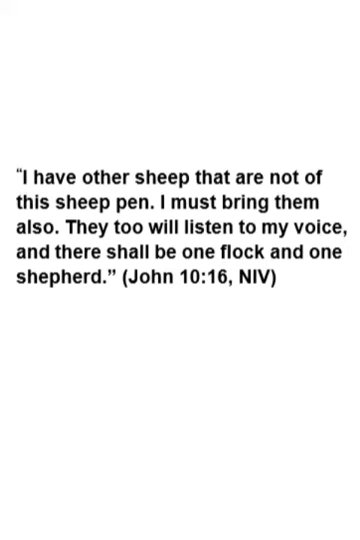 “I have other sheep that are not of
this sheep pen. I must bring them
also. They too will listen to my voice,
and there shall be one flock and one
shepherd.” (John 10:16, NIV)